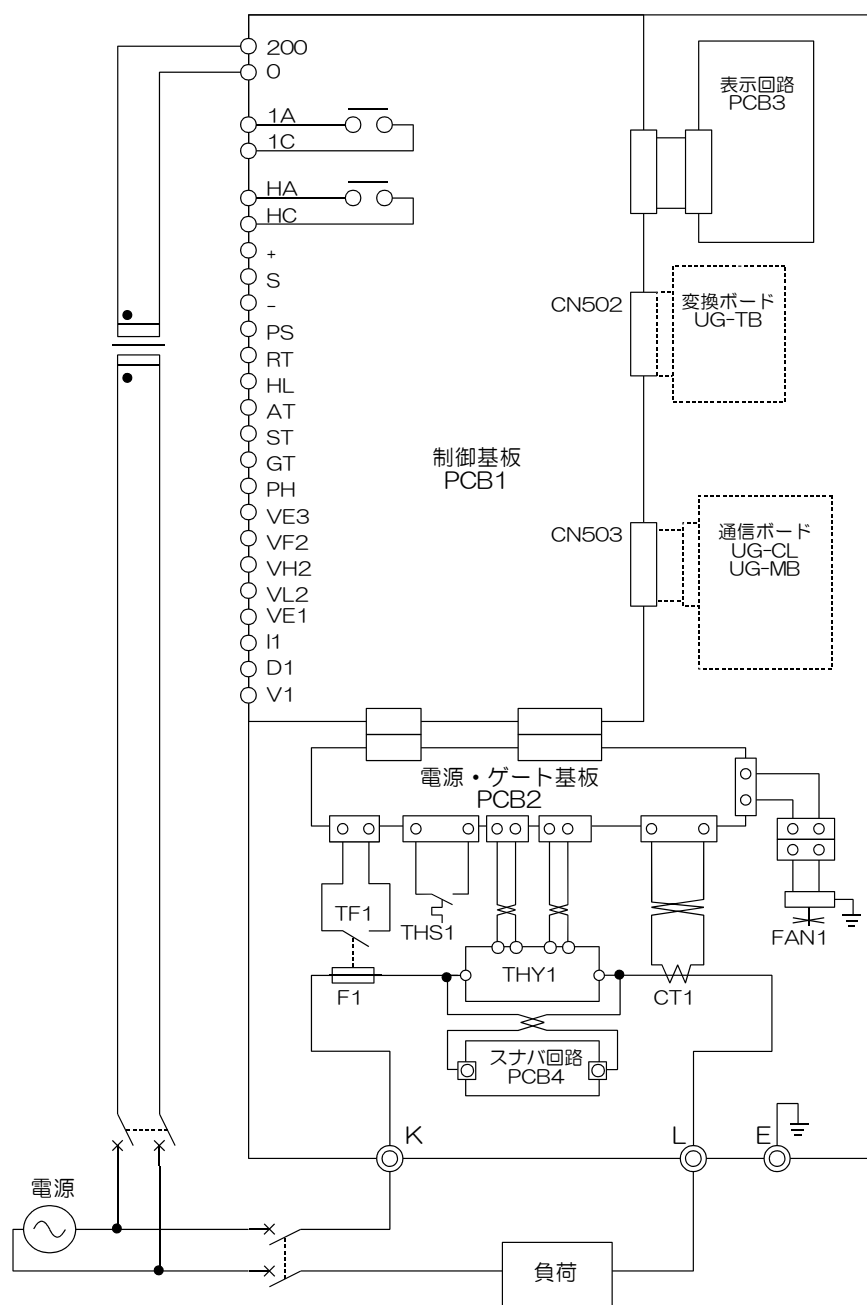 200
0
1A
1C
HA
HC
+
S
-
PS
RT
HL
AT
ST
GT
PH
VE3
VF2
VH2
VL2
VE1
I1
D1
V1
表示回路
PCB3
CN502
変換ボード
UG-TB
制御基板
PCB1
CN503
通信ボード
UG-CL
UG-MB
電源・ゲート基板
PCB2
TF1
THS1
F1
THY1
CT1
FAN1
スナバ回路
PCB4
K
L
E
電源
負荷